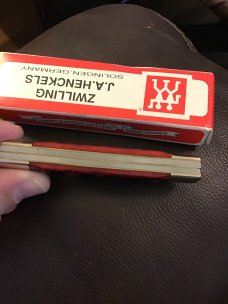 ZWILLING
J.A.HENCKELS
SOLINGEN, GERMANY